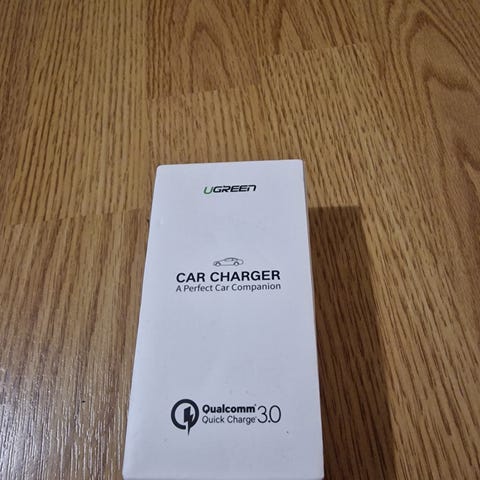 UGREEN
CAR CHARGER
A Perfect Car Companion
Qualcomm
Quick Charge 3.0